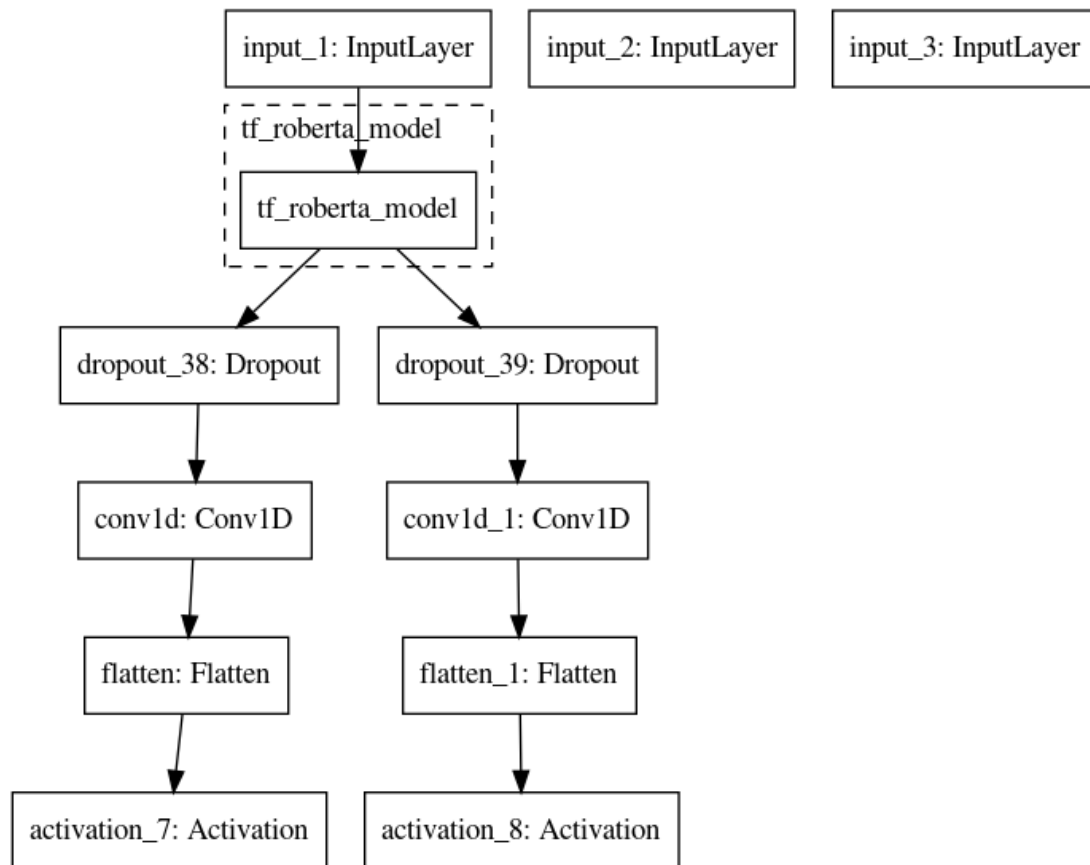 input_1: InputLayer
input_2: InputLayer
input_3: InputLayer
tf_roberta_model
tf_roberta_model
dropout_38: Dropout
dropout_39: Dropout
conv1d: Conv1D
conv1d_1: Conv1D
flatten: Flatten
flatten_1: Flatten
activation_7: Activation
activation_8: Activation